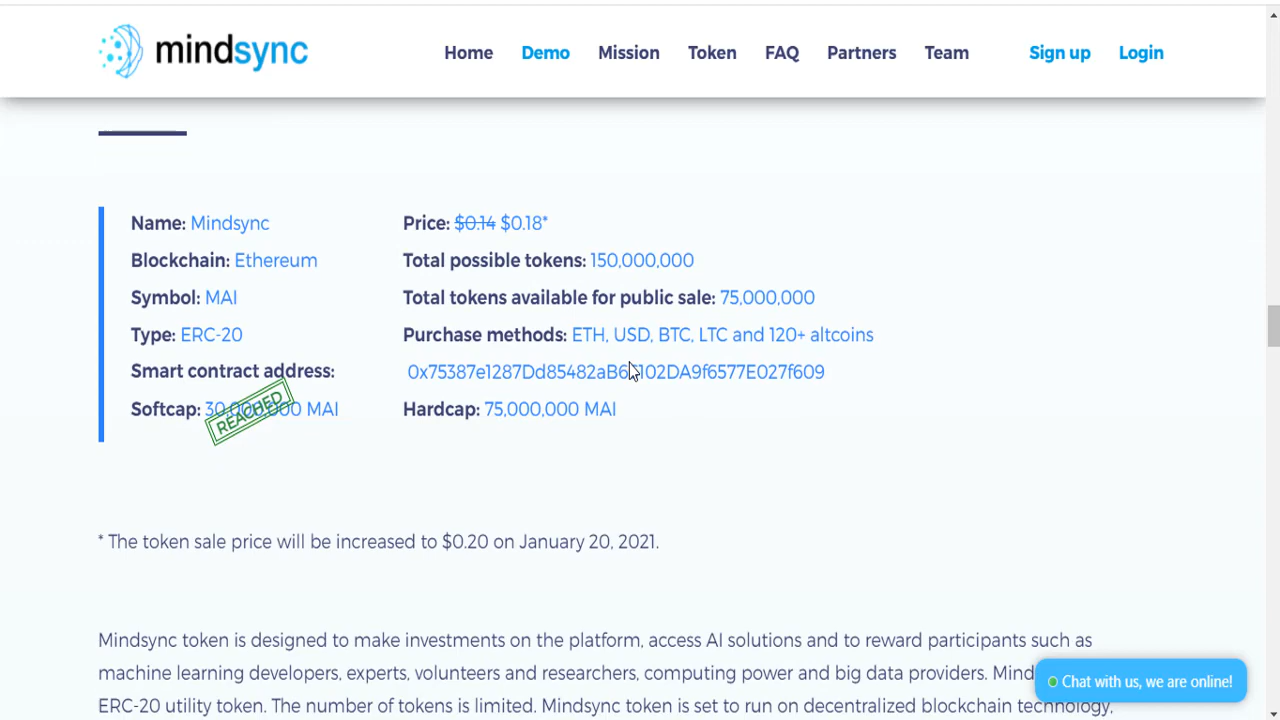 mindsync
Home Demo Mission Token FAQ Partners Team Sign up Login
Name: Mindsync Price: $0.14 $0.18*
Blockchain: Ethereum Total possible tokens: 150,000,000
Symbol: MAI Total tokens available for public sale: 75,000,000
Type: ERC-20 Purchase methods: ETH, USD, BTC, LTC and 120+ altcoins
Smart contract address:
Softcap: 30,000,000 MAI Hardcap: 75,000,000 MAI
REACHED
* The token sale price will be increased to $0.20 on January 20, 2021.
Mindsync token is designed to make investments on the platform, access AI solutions and to reward participants such as
machine learning developers, experts, volunteers and researchers, computing power and big data providers.
ERC-20 utility token. The number of tokens is limited. Mindsync token is set to run on decentralized blockchain technology,
Chat with us, we are online!